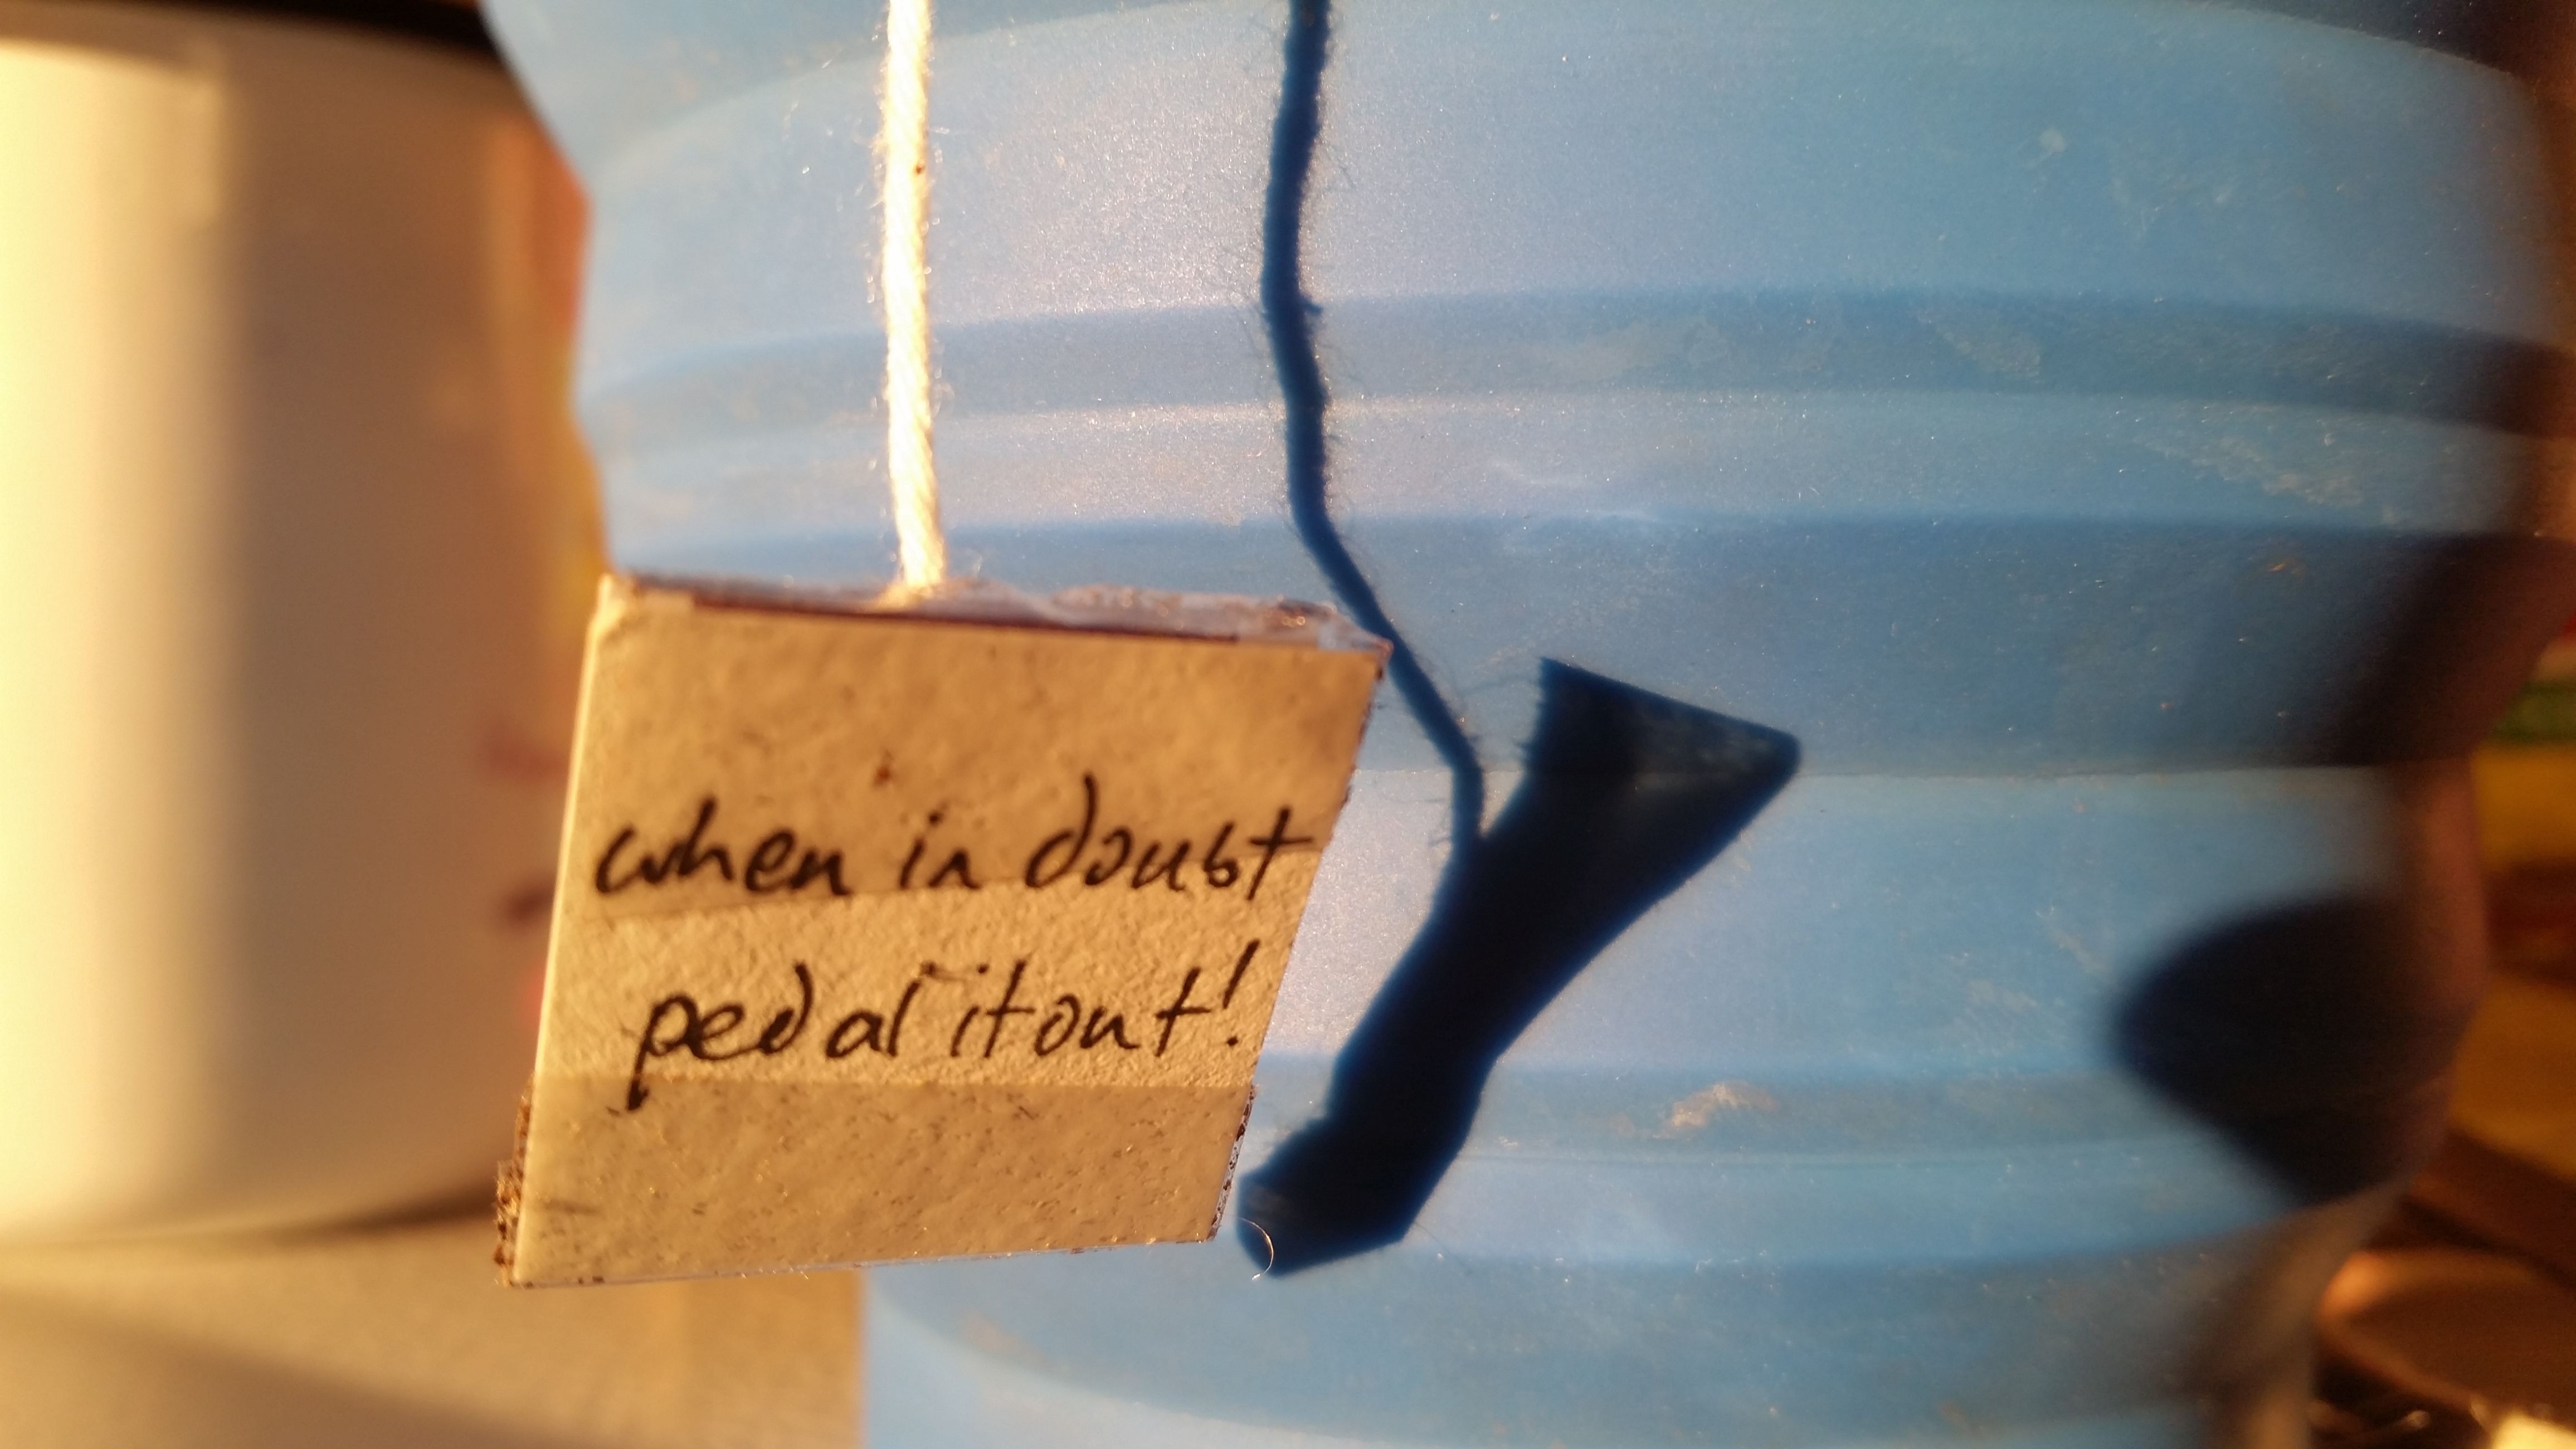 when in doubt
pedal it out!